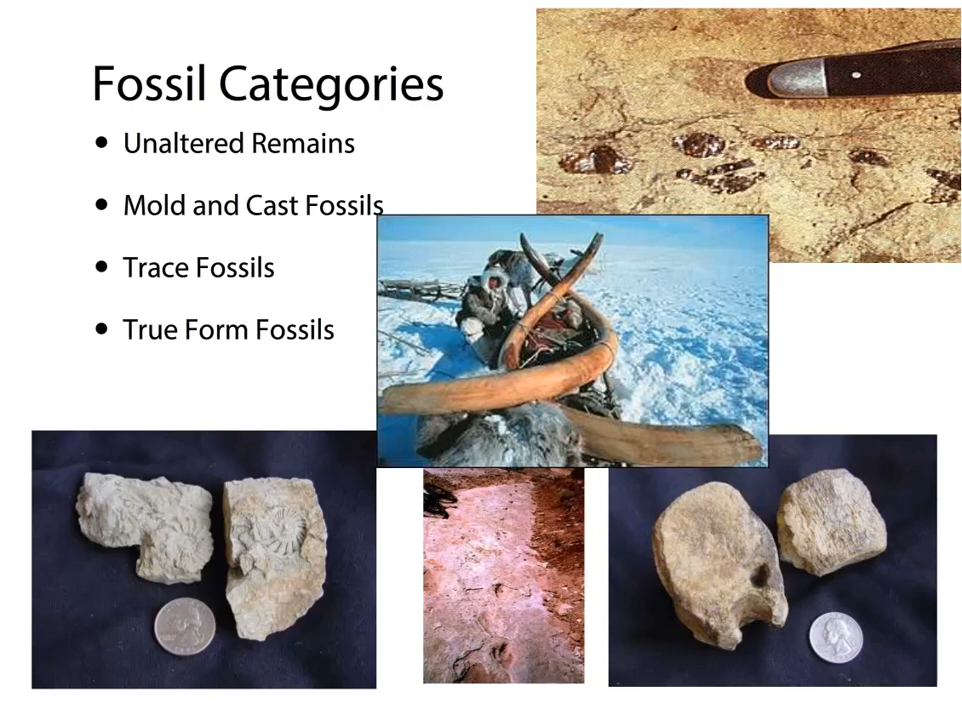 Fossil Categories
Unaltered Remains
Mold and Cast Fossils
Trace Fossils
True Form Fossils